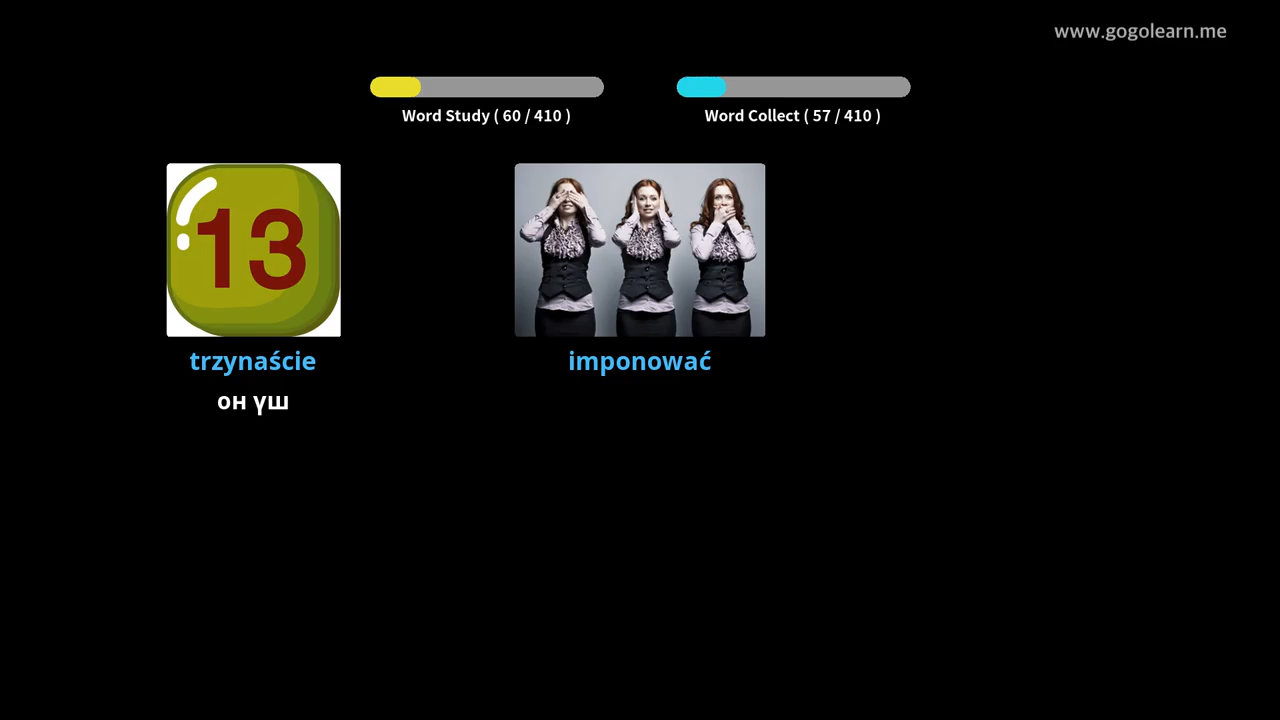 www.gogolearn.me
Word Study ( 60 / 410 )
Word Collect ( 57 / 410 )
13
trzynaście
imponować
он үш